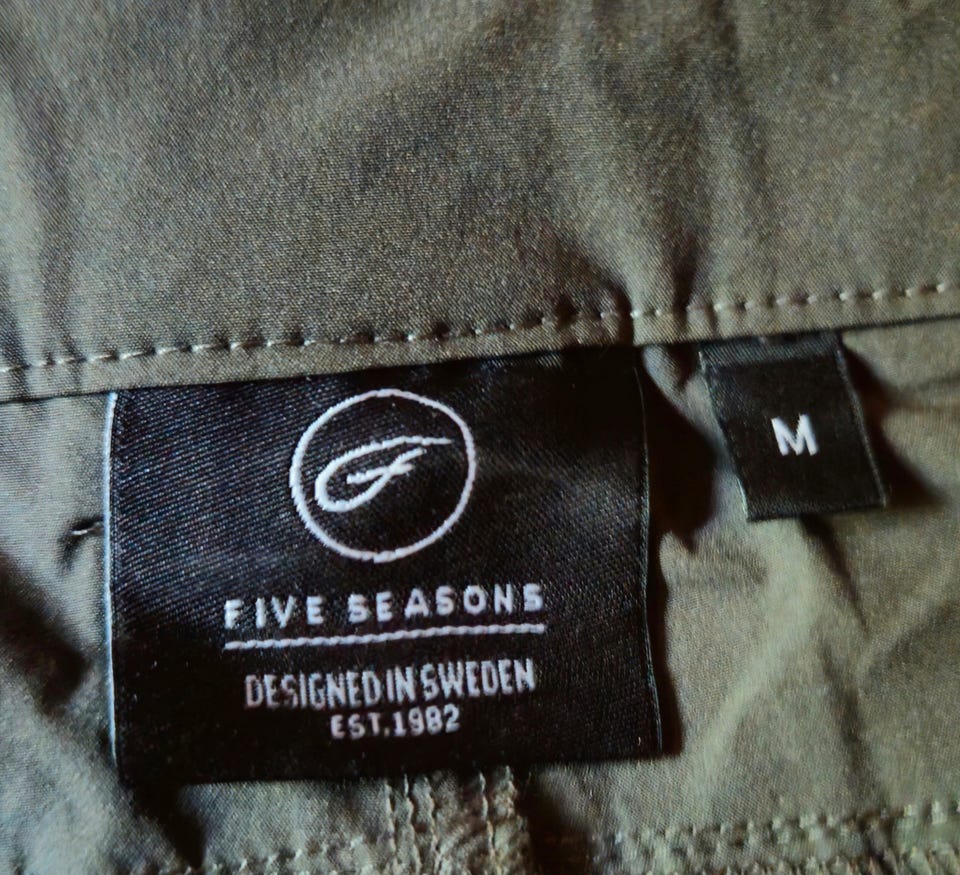 FIVE SEASONS
DESIGNED IN SWEDEN
EST.1982
M